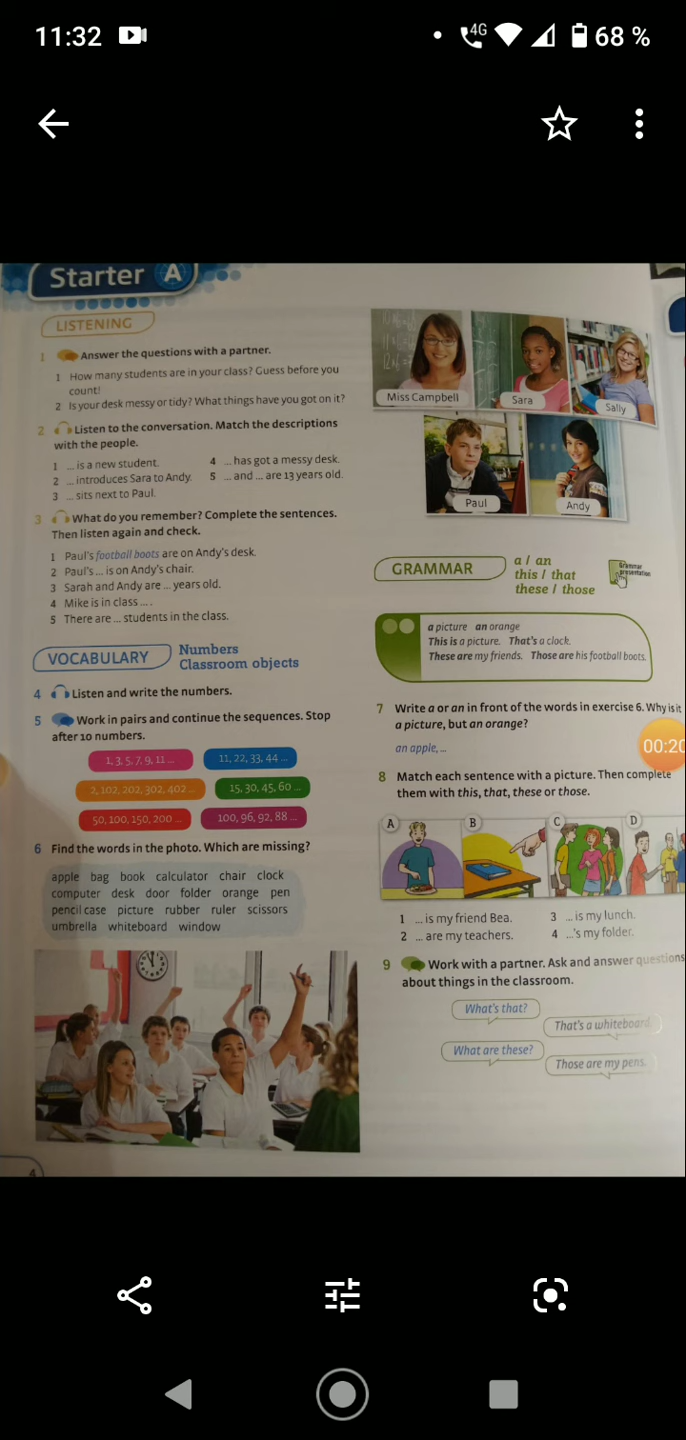 11:32
4G
68 %
Starter A
LISTENING
1 Answer the questions with a partner.
1 How many students are in your class? Guess before you
count!
2 Is your desk messy or tidy? What things have you got on it?
2 Listen to the conversation. Match the descriptions
with the people.
1 ... is a new student.
2 ... introduces Sara to Andy.
3 ... sits next to Paul.
4 ... has got a messy desk.
5 ... and ... are 13 years old.
3 What do you remember? Complete the sentences.
Then listen again and check.
1 Paul's football boots are on Andy's desk.
2 Paul's ... is on Andy's chair.
3 Sarah and Andy are ... years old.
4 Mike is in class ... .
5 There are ... students in the class.
VOCABULARY
Numbers
Classroom objects
4 Listen and write the numbers.
5 Work in pairs and continue the sequences. Stop
after 10 numbers.
1, 3, 5, 7, 9, 11 ...
11, 22, 33, 44 ...
2, 102, 202, 302, 402 ...
15, 30, 45, 60 ...
50, 100, 150, 200 ...
100, 96, 92, 88 ...
6 Find the words in the photo. Which are missing?
apple bag book calculator chair clock
computer desk door folder orange pen
pencil case picture rubber ruler scissors
umbrella whiteboard window
4
Miss Campbell
Sara
Sally
Paul
Andy
GRAMMAR
a / an
this / that
these / those
Grammar
presentation
a picture an orange
This is a picture. That's a clock.
These are my friends. Those are his football boots.
7 Write a or an in front of the words in exercise 6. Why is it
a picture, but an orange?
an apple, ...
00:20
8 Match each sentence with a picture. Then complete
them with this, that, these or those.
A
B
C
D
1 ... is my friend Bea.
2 ... are my teachers.
3 ... is my lunch.
4 ...'s my folder.
9 Work with a partner. Ask and answer questions
about things in the classroom.
What's that?
That's a whiteboard.
What are these?
Those are my pens.